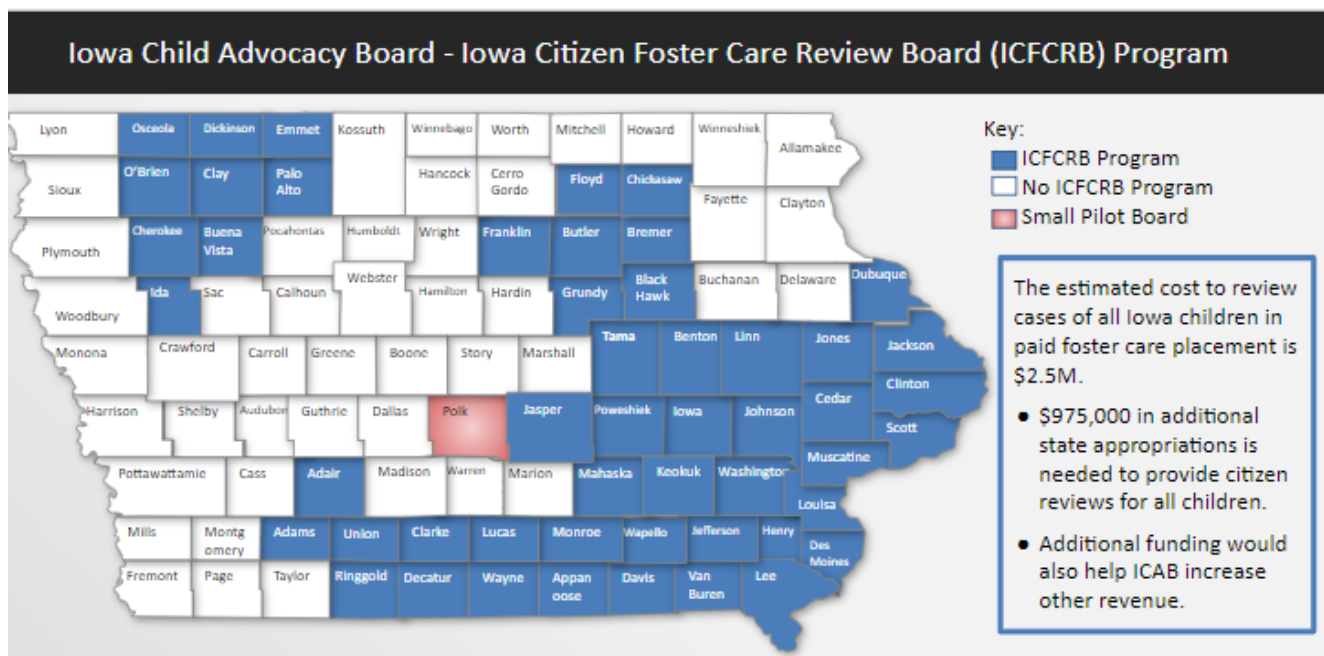 Iowa Child Advocacy Board - Iowa Citizen Foster Care Review Board (ICFCRB) Program
Lyon Osceola Dickinson Emmet Kossuth Winnebago Worth Mitchell Howard Winneshiek Allamakee
Sioux O'Brien Clay Palo Alto Hancock Cerro Gordo Floyd Chickasaw Fayette Clayton
Plymouth Cherokee Buena Vista Pocahontas Humboldt Wright Franklin Butler Bremer
Woodbury Ida Sac Calhoun Webster Hamilton Hardin Grundy Black Hawk Buchanan Delaware Dubuque
Monona Crawford Carroll Greene Boone Story Marshall Tama Benton Linn Jones Jackson
Clinton
Harrison Shelby Audubon Guthrie Dallas Polk Jasper Poweshiek Iowa Johnson Cedar Scott
Muscatine
Pottawattamie Cass Adair Madison Warren Marion Mahaska Keokuk Washington Louisa
Mills Montg omery Adams Union Clarke Lucas Monroe Wapello Jefferson Henry Des Moines
Fremont Page Taylor Ringgold Decatur Wayne Appan oose Davis Van Buren Lee
Key:
ICFCRB Program
No ICFCRB Program
Small Pilot Board
The estimated cost to review
cases of all Iowa children in
paid foster care placement is
$2.5M.
• $975,000 in additional
state appropriations is
needed to provide citizen
reviews for all children.
• Additional funding would
also help ICAB increase
other revenue.